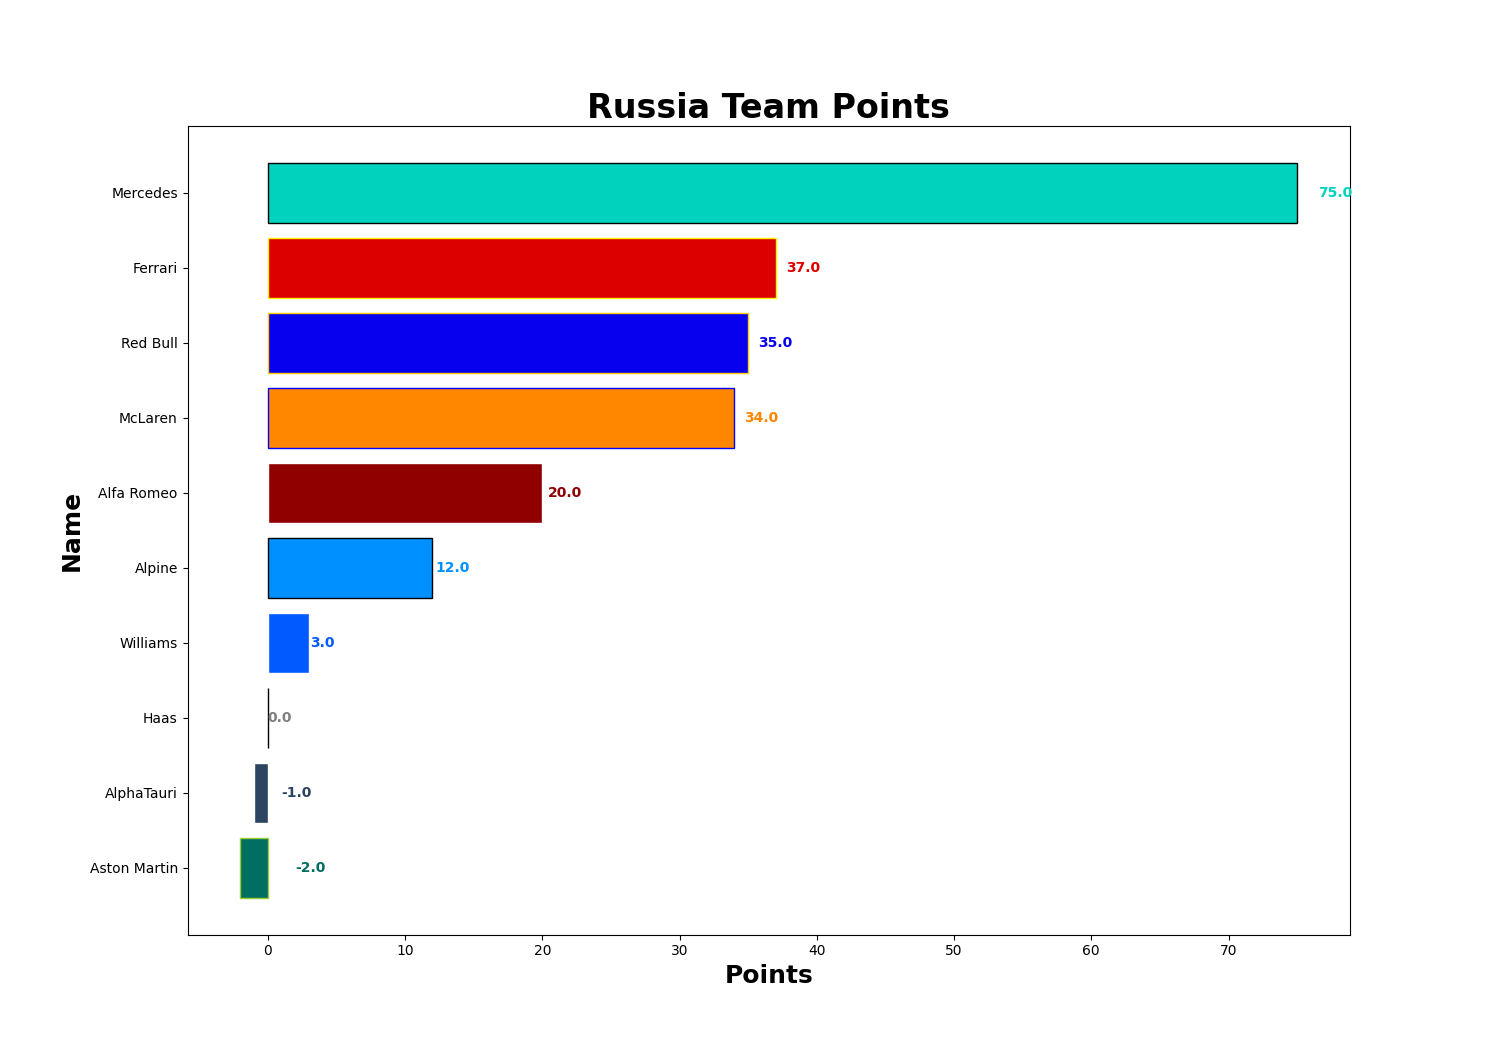 Russia Team Points
Mercedes 75.0
Ferrari 37.0
Red Bull 35.0
McLaren 34.0
Alfa Romeo 20.0
Alpine 12.0
Williams 3.0
Haas 0.0
AlphaTauri -1.0
Aston Martin -2.0
Name
0 10 20 30 40 50 60 70
Points